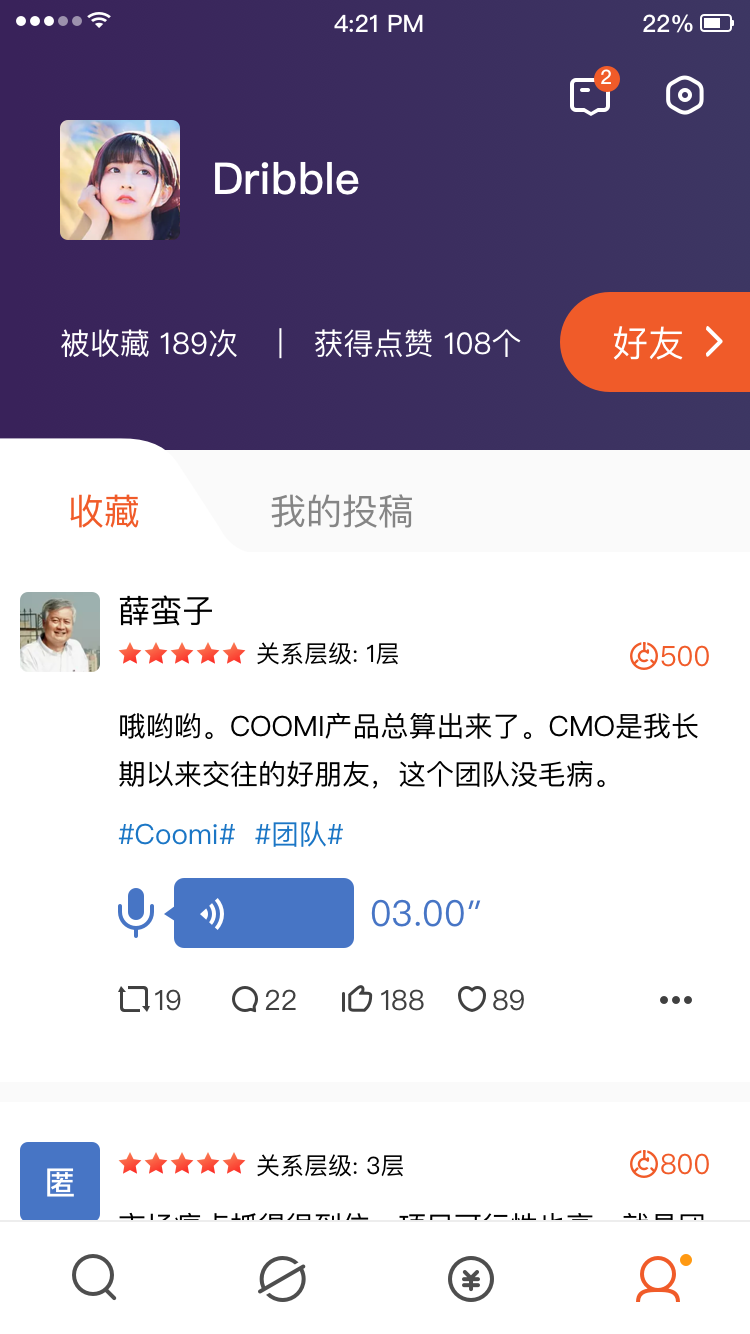 4:21 PM
22%
2
Dribble
被收藏 189次 | 获得点赞 108个
好友
收藏
我的投稿
薛蛮子
关系层级: 1层
500
哦哟哟。COOMI产品总算出来了。CMO是我长
期以来交往的好朋友，这个团队没毛病。
#Coomi# #团队#
03.00”
19 22 188 89
匿
关系层级: 3层
800